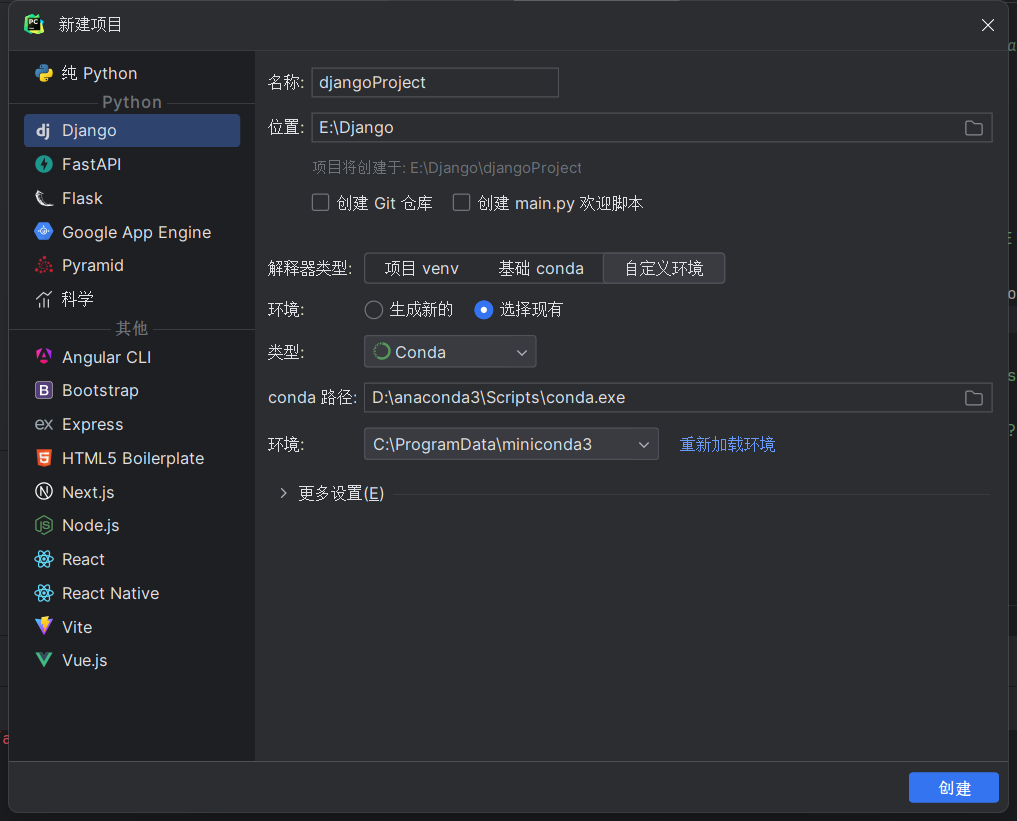 新建项目
纯 Python
Python
Django
FastAPI
Flask
Google App Engine
Pyramid
科学
其他
Angular CLI
Bootstrap
Express
HTML5 Boilerplate
Next.js
Node.js
React
React Native
Vite
Vue.js
名称: djangoProject
位置: E:\Django
项目将创建于: E:\Django\djangoProject
创建 Git 仓库 创建 main.py 欢迎脚本
解释器类型: 项目 venv 基础 conda 自定义环境
环境: 生成新的 选择现有
类型: Conda
conda 路径: D:\anaconda3\Scripts\conda.exe
环境: C:\ProgramData\miniconda3 重新加载环境
更多设置(E)
创建